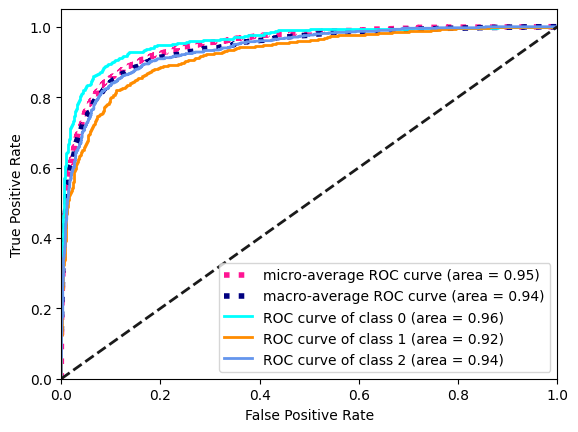 1.0
0.8
0.6
0.4
0.2
0.0
True Positive Rate
micro-average ROC curve (area = 0.95)
macro-average ROC curve (area = 0.94)
ROC curve of class 0 (area = 0.96)
ROC curve of class 1 (area = 0.92)
ROC curve of class 2 (area = 0.94)
0.0 0.2 0.4 0.6 0.8 1.0
False Positive Rate